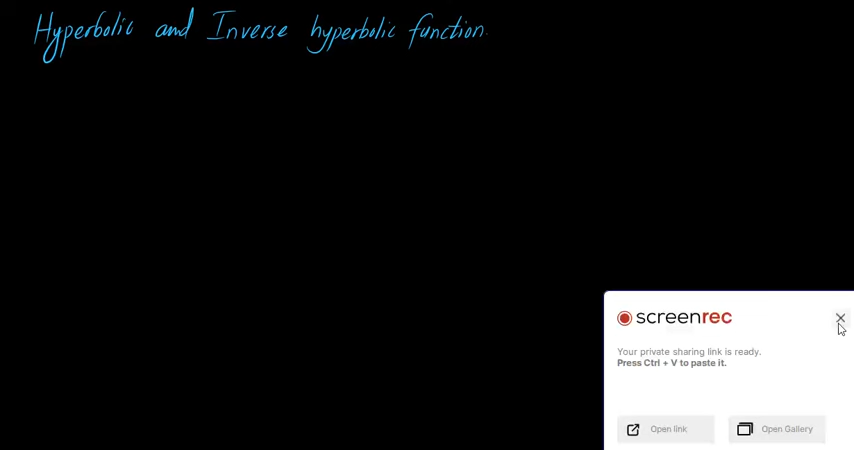 Hyperbolic and Inverse hyperbolic function.
screenrec
Your private sharing link is ready.
Press Ctrl + V to paste it.
Open link
Open Gallery